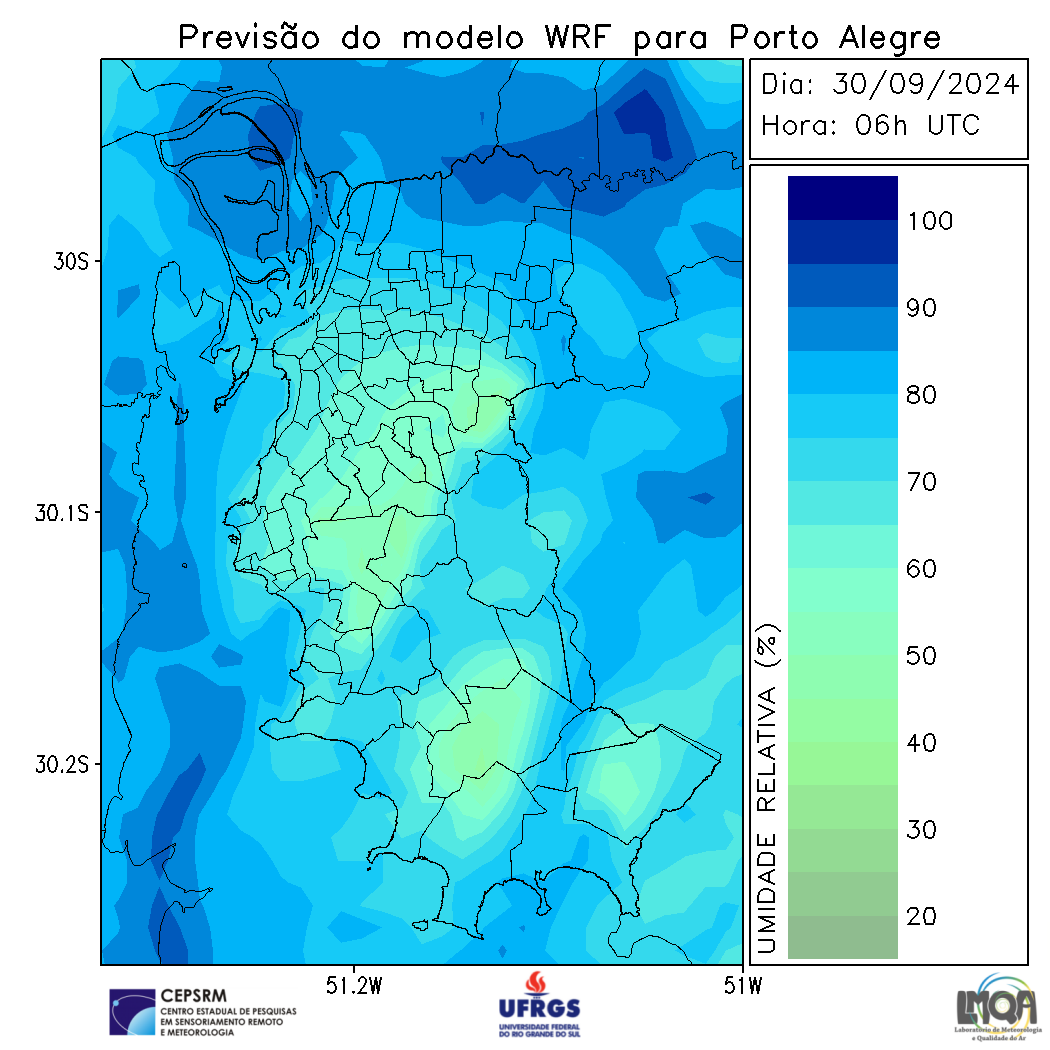 Previsão do modelo WRF para Porto Alegre
Dia: 30/09/2024
Hora: 06h UTC
30S
30.1S
30.2S
51.2W
51W
UMIDADE RELATIVA (%)
100
90
80
70
60
50
40
30
20
CEPSRM
CENTRO ESTADUAL DE PESQUISAS
EM SENSORIAMENTO REMOTO
E METEOROLOGIA
UFRGS
UNIVERSIDADE FEDERAL
DO RIO GRANDE DO SUL
LMQA
Laboratório de Meteorologia
e Qualidade do Ar